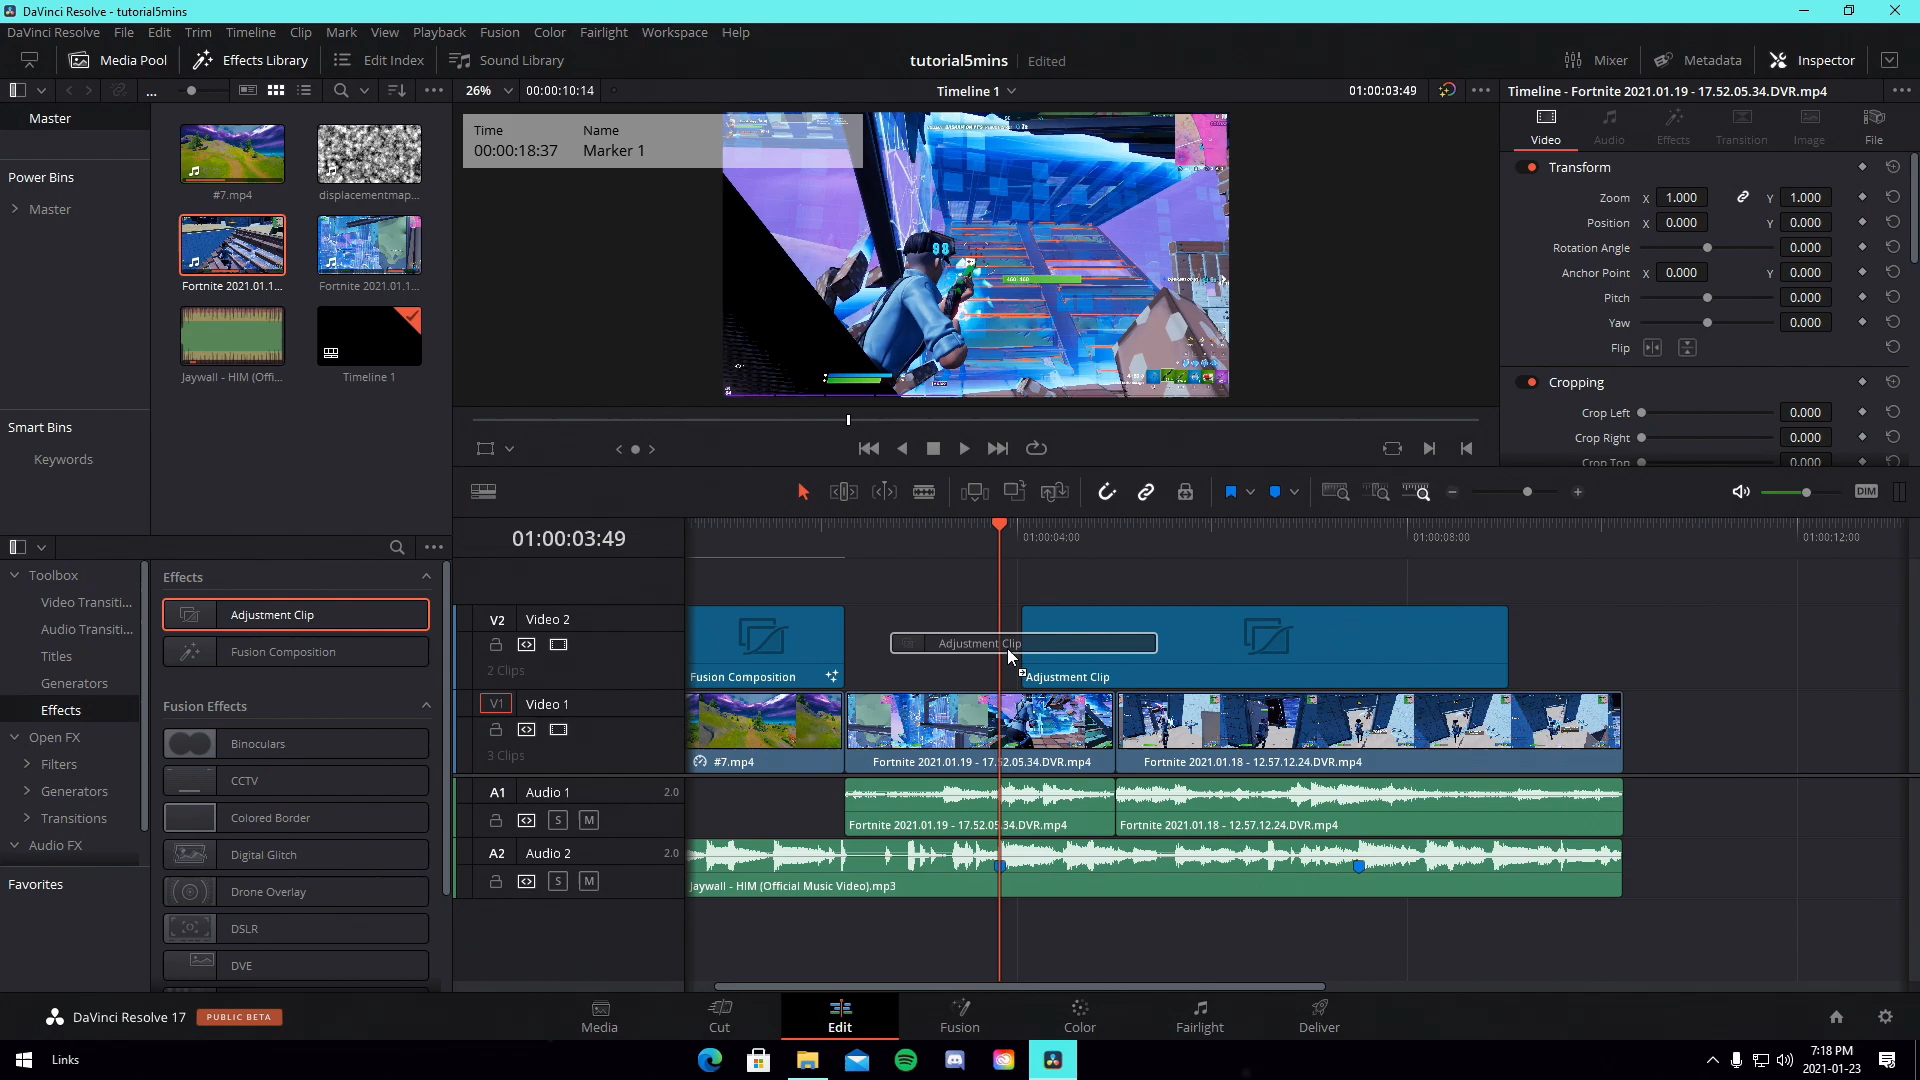 DaVinci Resolve - tutorial5mins
DaVinci Resolve File Edit Trim Timeline Clip Mark View Playback Fusion Color Fairlight Workspace Help
Media Pool Effects Library Edit Index Sound Library tutorial5mins Edited Mixer Metadata Inspector
... 26% 00:00:10:14 Timeline 1 01:00:03:49 Timeline - Fortnite 2021.01.19 - 17.52.05.34.DVR.mp4
Master
Power Bins
Master
Smart Bins
Keywords
#7.mp4 displacementmap...
Fortnite 2021.01.1... Fortnite 2021.01.1...
Jaywall - HIM (Offi... Timeline 1
Time Name
00:00:18:37 Marker 1
98
Video Audio Effects Transition Image File
Transform
Zoom X 1.000 Y 1.000
Position X 0.000 Y 0.000
Rotation Angle 0.000
Anchor Point X 0.000 Y 0.000
Pitch 0.000
Yaw 0.000
Flip
Cropping
Crop Left 0.000
Crop Right 0.000
Crop Top 0.000
DIM
Toolbox
Video Transiti...
Audio Transiti...
Titles
Generators
Effects
Open FX
Filters
Generators
Transitions
Audio FX
Favorites
Effects
Adjustment Clip
Fusion Composition
Fusion Effects
Binoculars
CCTV
Colored Border
Digital Glitch
Drone Overlay
DSLR
DVE
01:00:03:49 01:00:04:00 01:00:08:00 01:00:12:00
V2 Video 2
2 Clips
Fusion Composition Adjustment Clip Adjustment Clip
V1 Video 1
3 Clips
#7.mp4 Fortnite 2021.01.19 - 17.52.05.34.DVR.mp4 Fortnite 2021.01.18 - 12.57.12.24.DVR.mp4
A1 Audio 1 2.0
S M
Fortnite 2021.01.19 - 17.52.05.34.DVR.mp4 Fortnite 2021.01.18 - 12.57.12.24.DVR.mp4
A2 Audio 2 2.0
S M
Jaywall - HIM (Official Music Video).mp3
DaVinci Resolve 17 PUBLIC BETA
Media Cut Edit Fusion Color Fairlight Deliver
Links
7:18 PM
2021-01-23